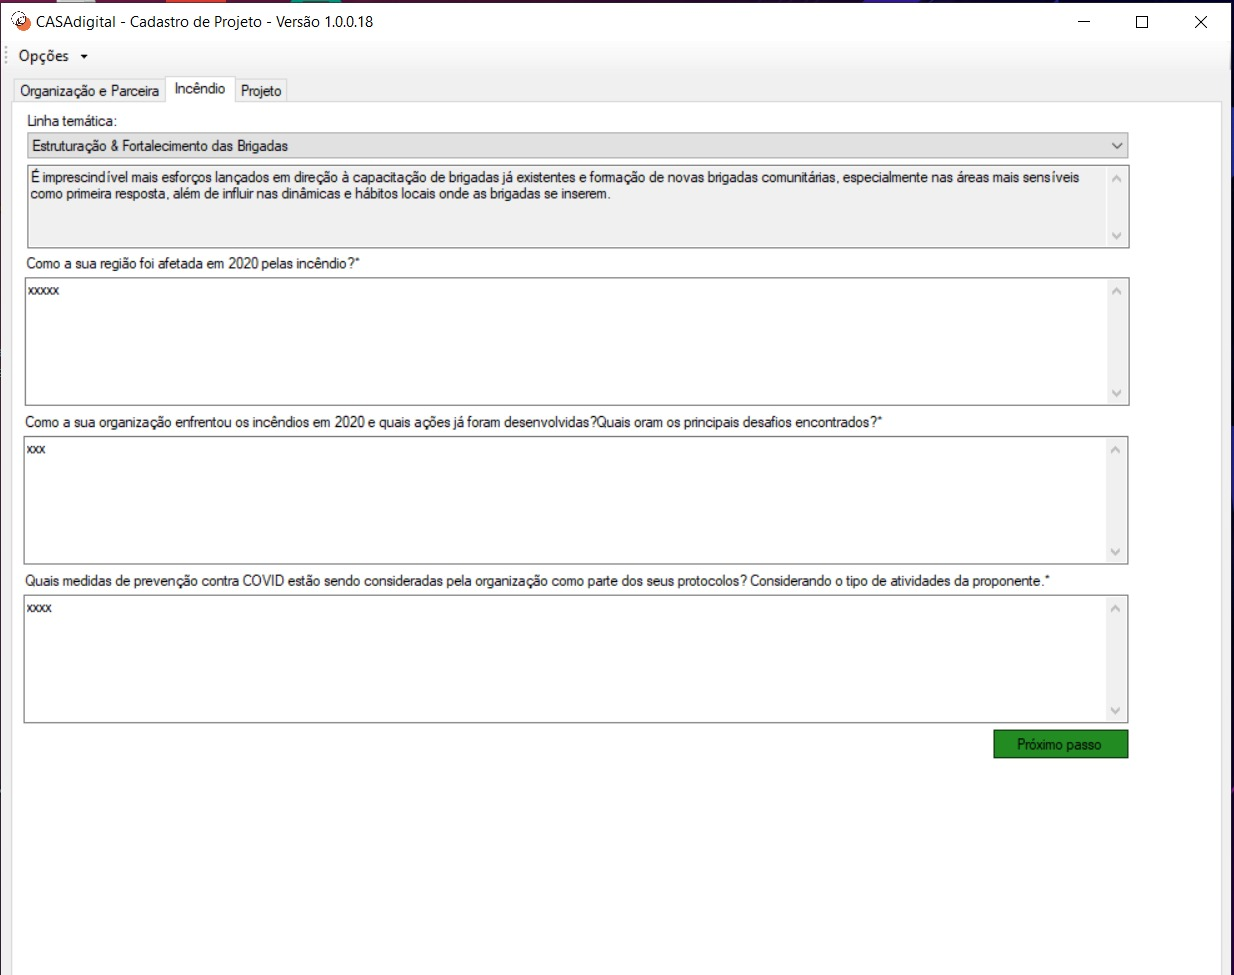 CASAdigital - Cadastro de Projeto - Versão 1.0.0.18
Opções
Organização e Parceira Incêndio Projeto
Linha temática:
Estruturação & Fortalecimento das Brigadas
É imprescindível mais esforços lançados em direção à capacitação de brigadas já existentes e formação de novas brigadas comunitárias, especialmente nas áreas mais sensíveis
como primeira resposta, além de influir nas dinâmicas e hábitos locais onde as brigadas se inserem.
Como a sua região foi afetada em 2020 pelas incêndio?*
xxxxx
Como a sua organização enfrentou os incêndios em 2020 e quais ações já foram desenvolvidas?Quais oram os principais desafios encontrados?*
xxx
Quais medidas de prevenção contra COVID estão sendo consideradas pela organização como parte dos seus protocolos? Considerando o tipo de atividades da proponente.*
xxxx
Próximo passo